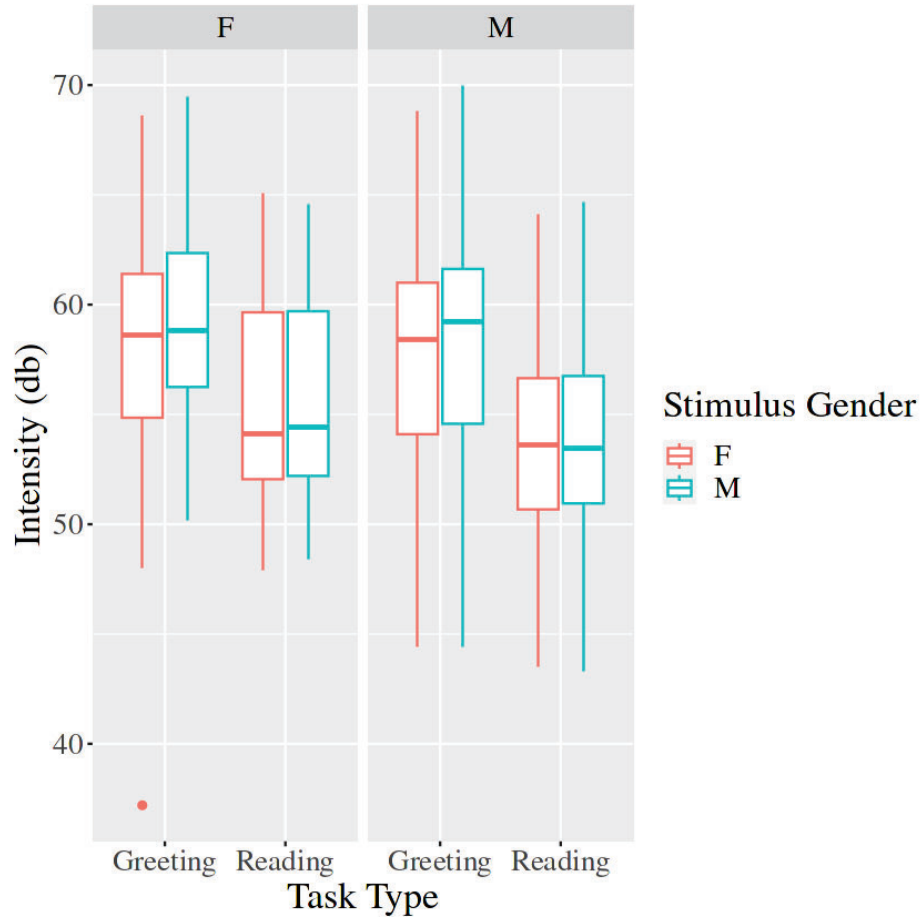 F M
70
60
50
40
Intensity (db)
Greeting Reading Greeting Reading
Task Type
Stimulus Gender
F
M